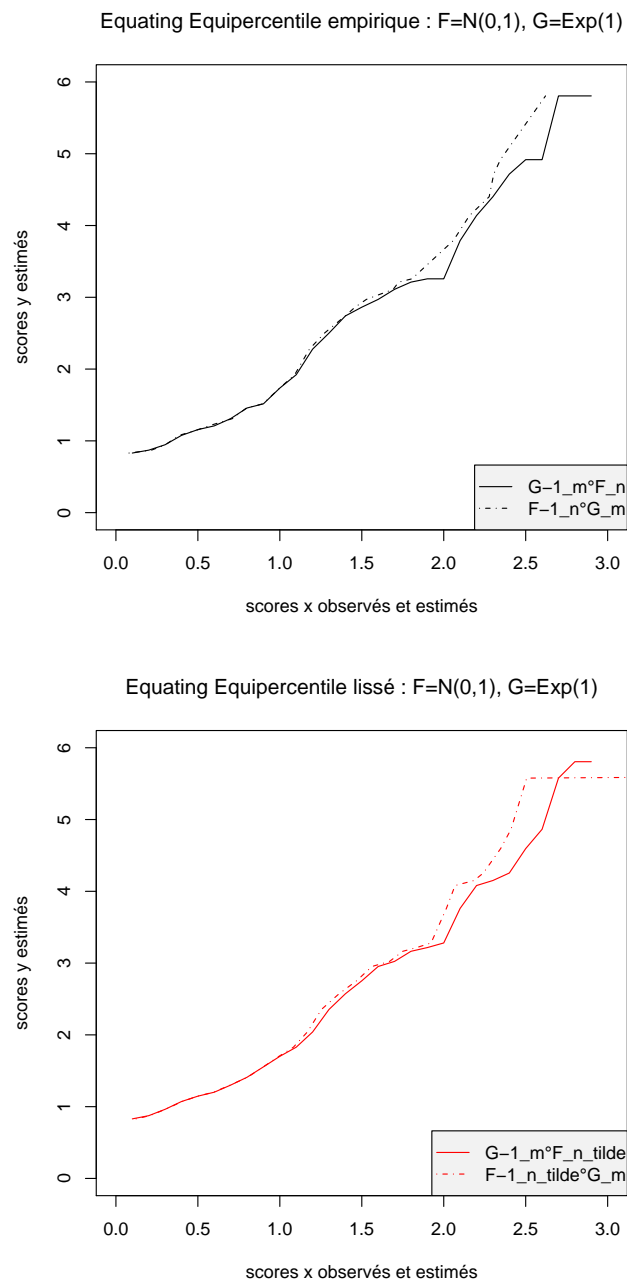 Equating Equipercentile empirique : F=N(0,1), G=Exp(1)
6
5
4
3
2
1
0
scores y estimés
G−1_m°F_n
F−1_n°G_m
0.0 0.5 1.0 1.5 2.0 2.5 3.0
scores x observés et estimés
Equating Equipercentile lissé : F=N(0,1), G=Exp(1)
6
5
4
3
2
1
0
scores y estimés
G−1_m°F_n_tilde
F−1_n_tilde°G_m
0.0 0.5 1.0 1.5 2.0 2.5 3.0
scores x observés et estimés